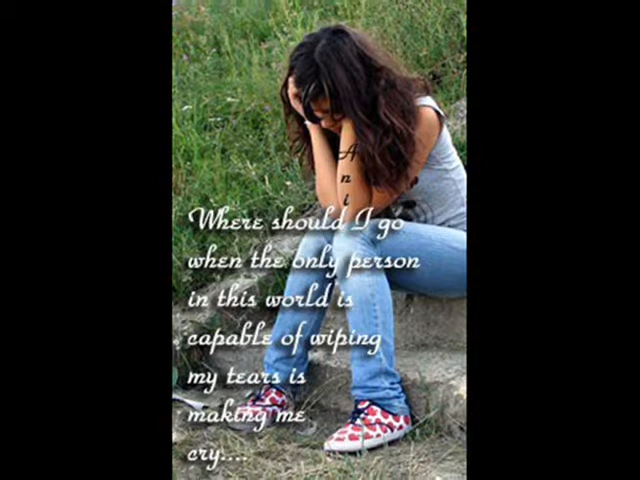 A
n
i
Where should I go
when the only person
in this world is
capable of wiping
my tears is
making me
cry....